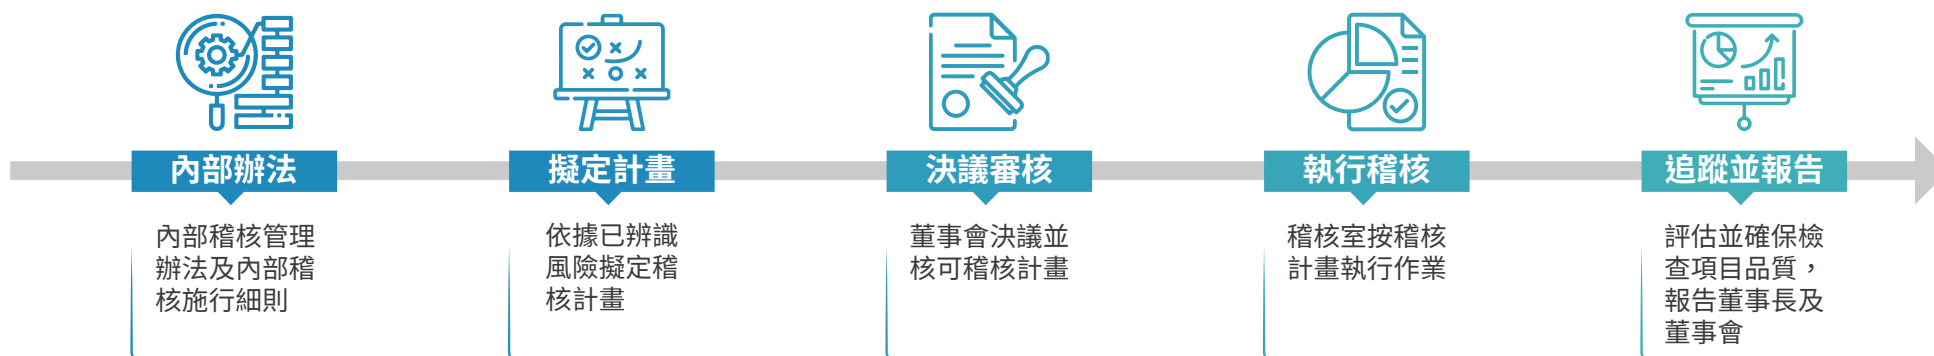 內部辦法
內部稽核管理
辦法及內部稽
核施行細則
擬定計畫
依據已辨識
風險擬定稽
核計畫
決議審核
董事會決議並
核可稽核計畫
執行稽核
稽核室按稽核
計畫執行作業
追蹤並報告
評估並確保檢
查項目品質，
報告董事長及
董事會